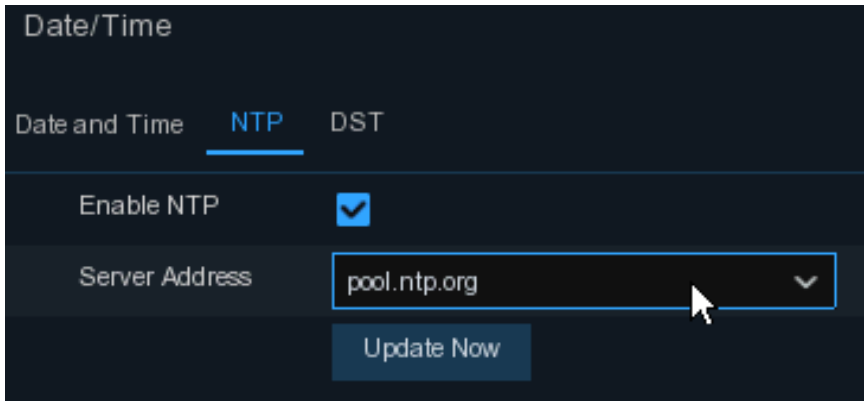 Date/Time
Date and Time NTP DST
Enable NTP
Server Address pool.ntp.org
Update Now